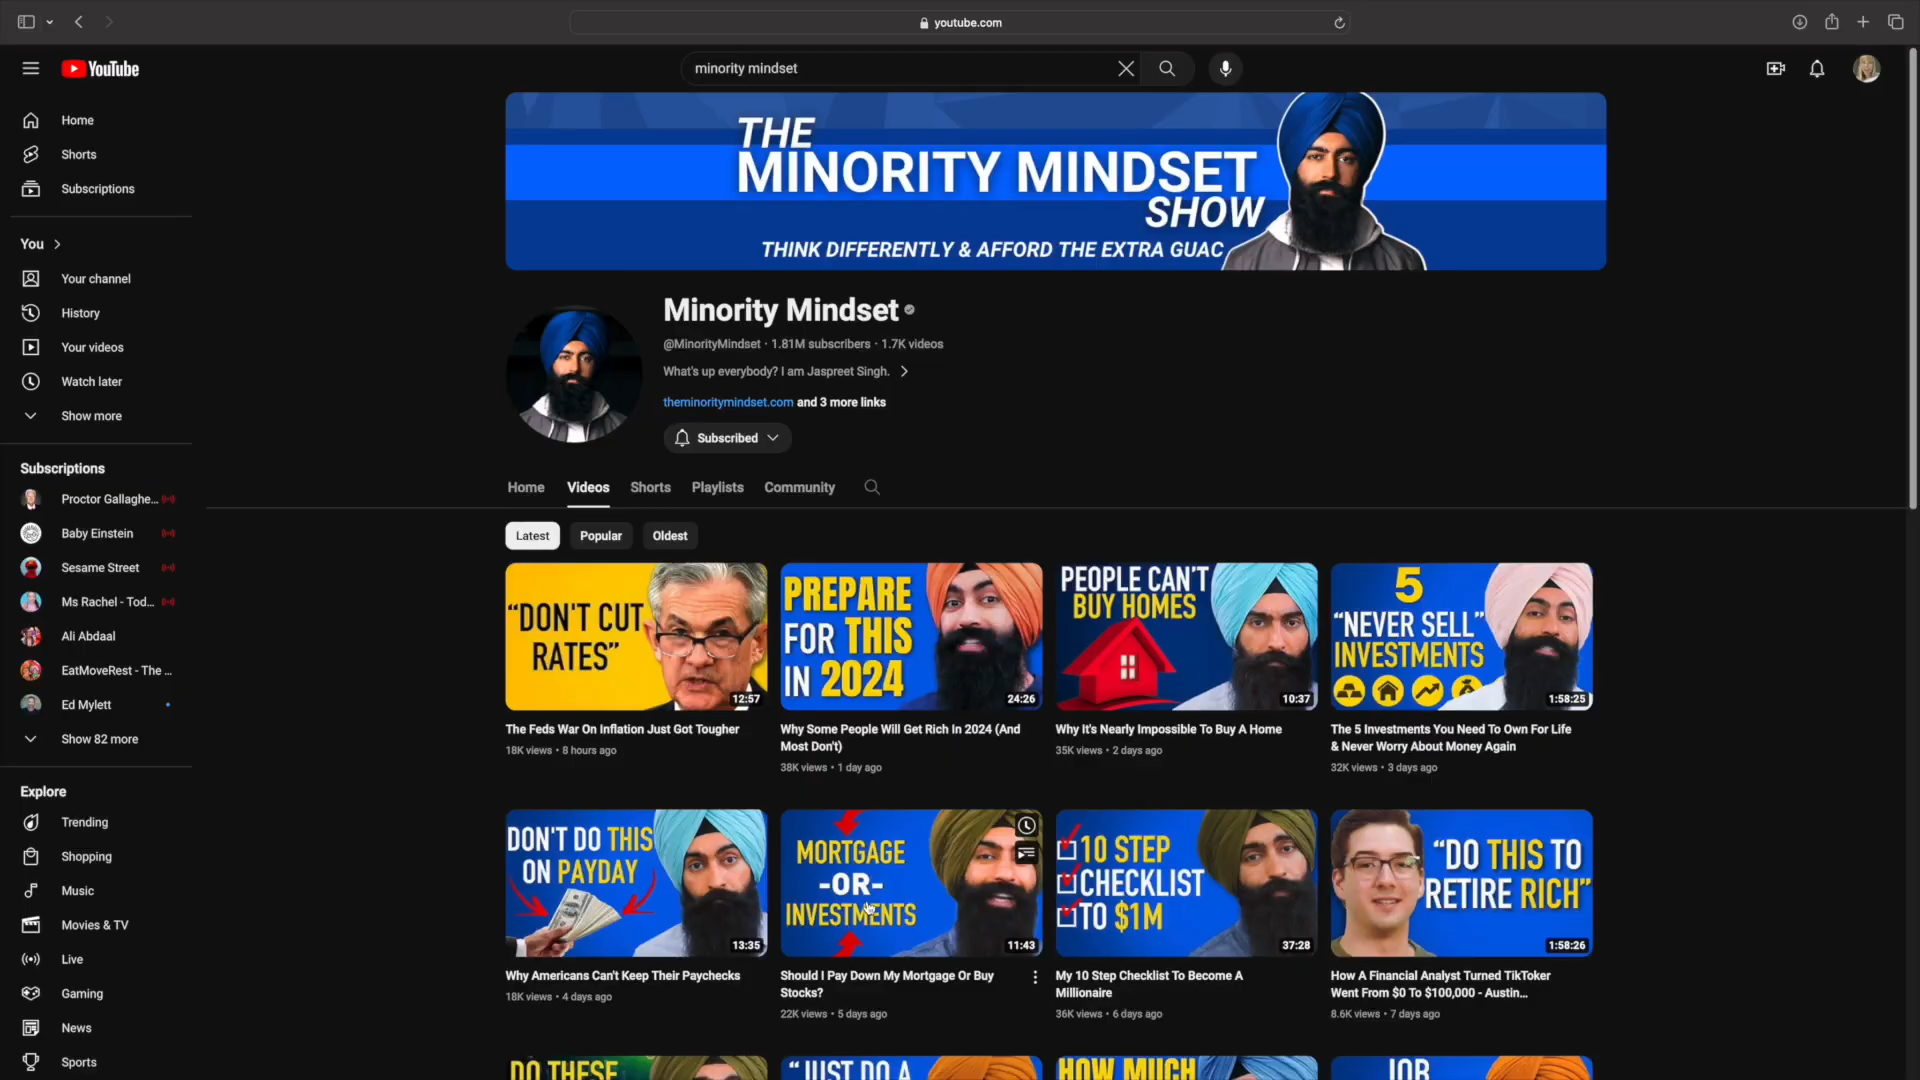 youtube.com
YouTube
minority mindset
Home
Shorts
Subscriptions
You
Your channel
History
Your videos
Watch later
Show more
Subscriptions
Proctor Gallaghe...
Baby Einstein
Sesame Street
Ms Rachel - Tod...
Ali Abdaal
EatMoveRest - The ...
Ed Mylett
Show 82 more
Explore
Trending
Shopping
Music
Movies & TV
Live
Gaming
News
Sports
THE
MINORITY MINDSET
SHOW
THINK DIFFERENTLY & AFFORD THE EXTRA GUAC
Minority Mindset
@MinorityMindset · 1.81M subscribers · 1.7K videos
What's up everybody? I am Jaspreet Singh.
theminoritymindset.com and 3 more links
Subscribed
Home Videos Shorts Playlists Community
Latest Popular Oldest
"DON'T CUT
RATES"
12:57
The Feds War On Inflation Just Got Tougher
18K views • 8 hours ago
PREPARE
FOR THIS
IN 2024
24:26
Why Some People Will Get Rich In 2024 (And
Most Don't)
38K views • 1 day ago
PEOPLE CAN'T
BUY HOMES
10:37
Why It's Nearly Impossible To Buy A Home
35K views • 2 days ago
5
"NEVER SELL"
INVESTMENTS
1:58:25
The 5 Investments You Need To Own For Life
& Never Worry About Money Again
32K views • 3 days ago
DON'T DO THIS
ON PAYDAY
13:35
Why Americans Can't Keep Their Paychecks
18K views • 4 days ago
MORTGAGE
-OR-
INVESTMENTS
11:43
Should I Pay Down My Mortgage Or Buy
Stocks?
22K views • 5 days ago
10 STEP
CHECKLIST
TO $1M
37:28
My 10 Step Checklist To Become A
Millionaire
36K views • 6 days ago
"DO THIS TO
RETIRE RICH"
1:58:26
How A Financial Analyst Turned TikToker
Went From $0 To $100,000 - Austin...
8.6K views • 7 days ago
DO THESE
"JUST DO A
HOW MUCH
JOB